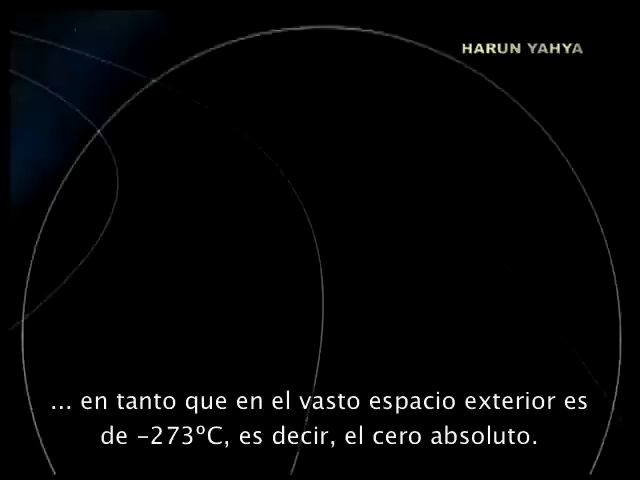 HARUN YAHYA
... en tanto que en el vasto espacio exterior es
de -273ºC, es decir, el cero absoluto.